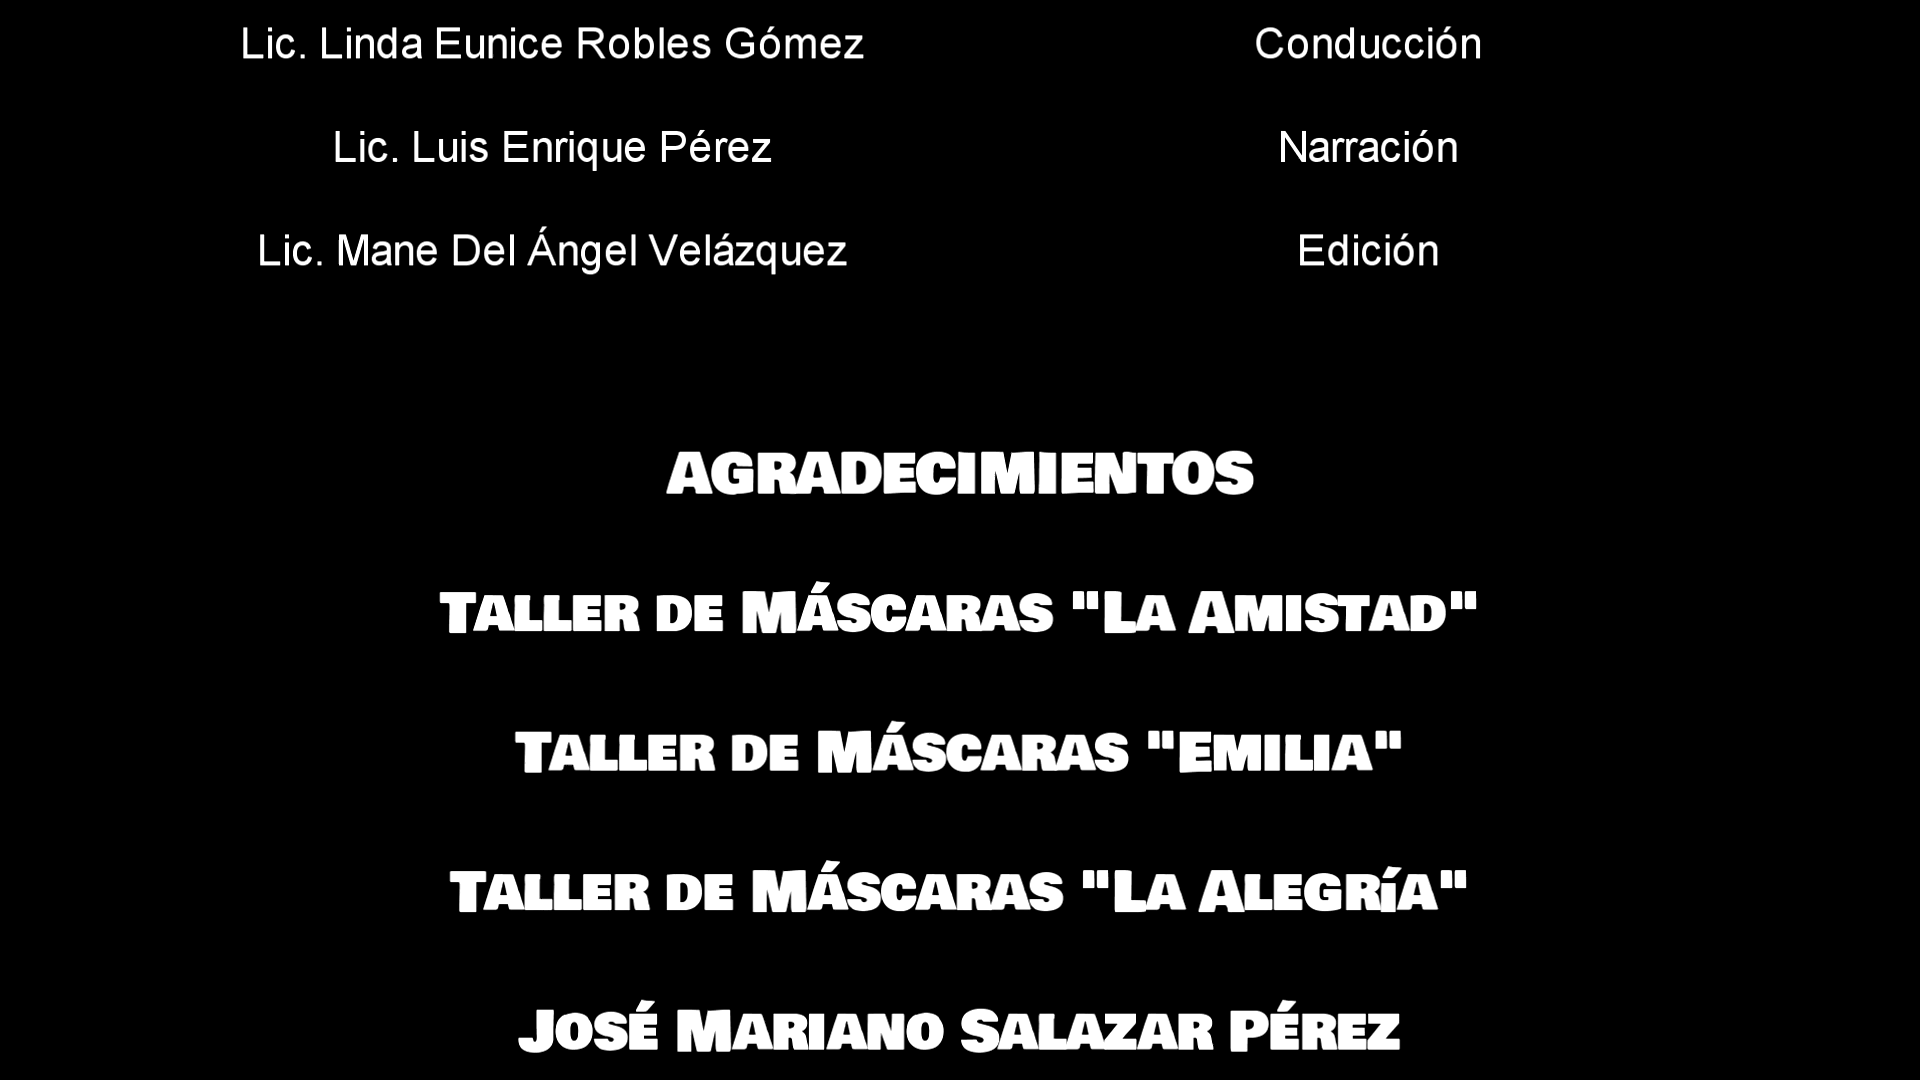 Lic. Linda Eunice Robles Gómez Conducción
Lic. Luis Enrique Pérez Narración
Lic. Mane Del Ángel Velázquez Edición
AGRADECIMIENTOS
Taller de Máscaras "La Amistad"
Taller de Máscaras "Emilia"
Taller de Máscaras "La Alegría"
José Mariano Salazar Pérez